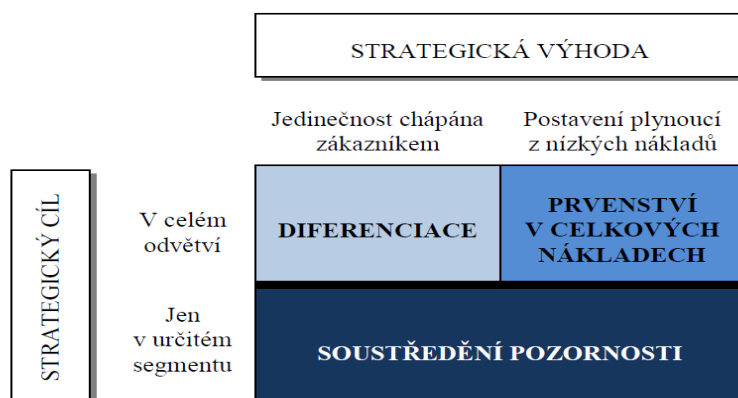 STRATEGICKÁ VÝHODA
Jedinečnost chápána
zákazníkem
Postavení plynoucí
z nízkých nákladů
STRATEGICKÝ CÍL
V celém
odvětví
DIFERENCIACE
PRVENSTVÍ
V CELKOVÝCH
NÁKLADECH
Jen
v určitém
segmentu
SOUSTŘEDĚNÍ POZORNOSTI